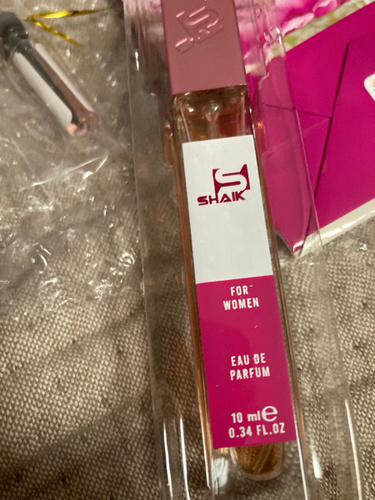 SHAIK
FOR
WOMEN
EAU DE
PARFUM
10 ml e
0.34 FL.OZ